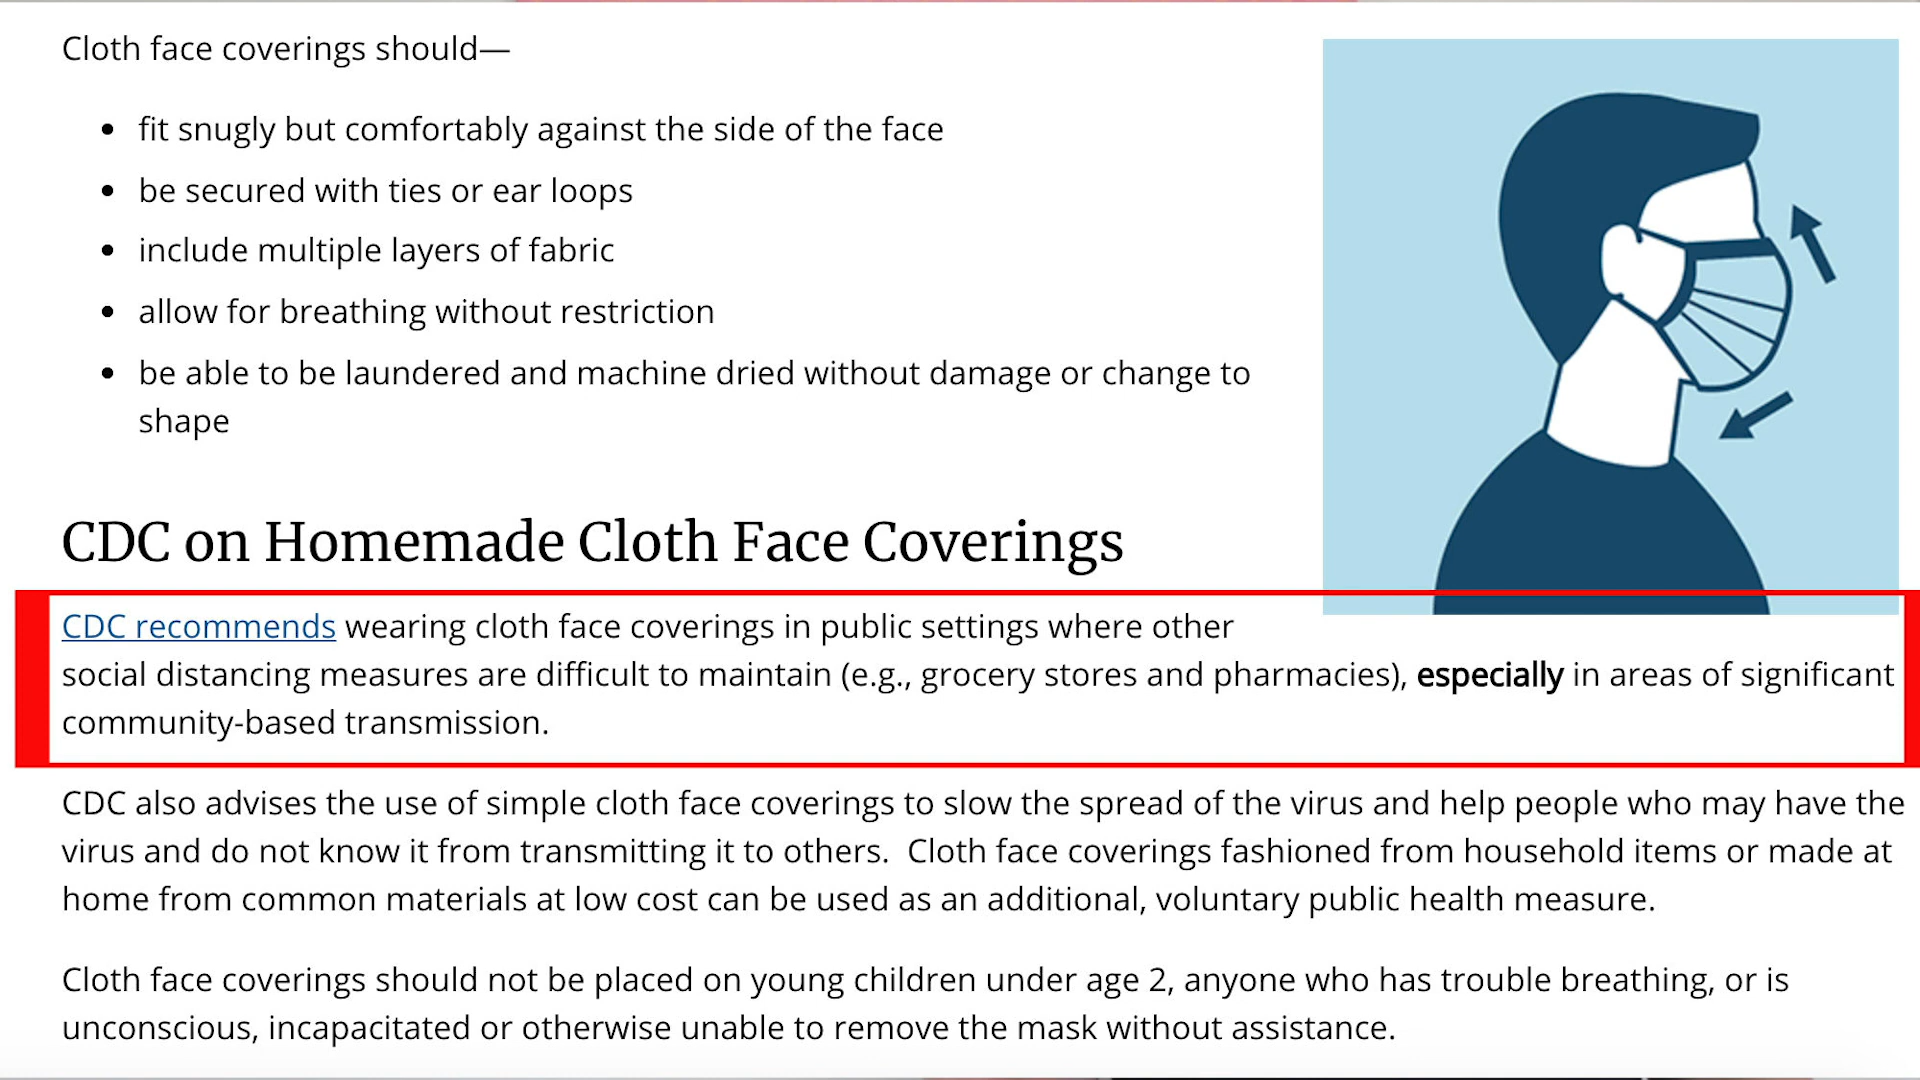 Cloth face coverings should—
• fit snugly but comfortably against the side of the face
• be secured with ties or ear loops
• include multiple layers of fabric
• allow for breathing without restriction
• be able to be laundered and machine dried without damage or change to
shape
CDC on Homemade Cloth Face Coverings
CDC recommends wearing cloth face coverings in public settings where other
social distancing measures are difficult to maintain (e.g., grocery stores and pharmacies), especially in areas of significant
community-based transmission.
CDC also advises the use of simple cloth face coverings to slow the spread of the virus and help people who may have the
virus and do not know it from transmitting it to others.  Cloth face coverings fashioned from household items or made at
home from common materials at low cost can be used as an additional, voluntary public health measure.
Cloth face coverings should not be placed on young children under age 2, anyone who has trouble breathing, or is
unconscious, incapacitated or otherwise unable to remove the mask without assistance.